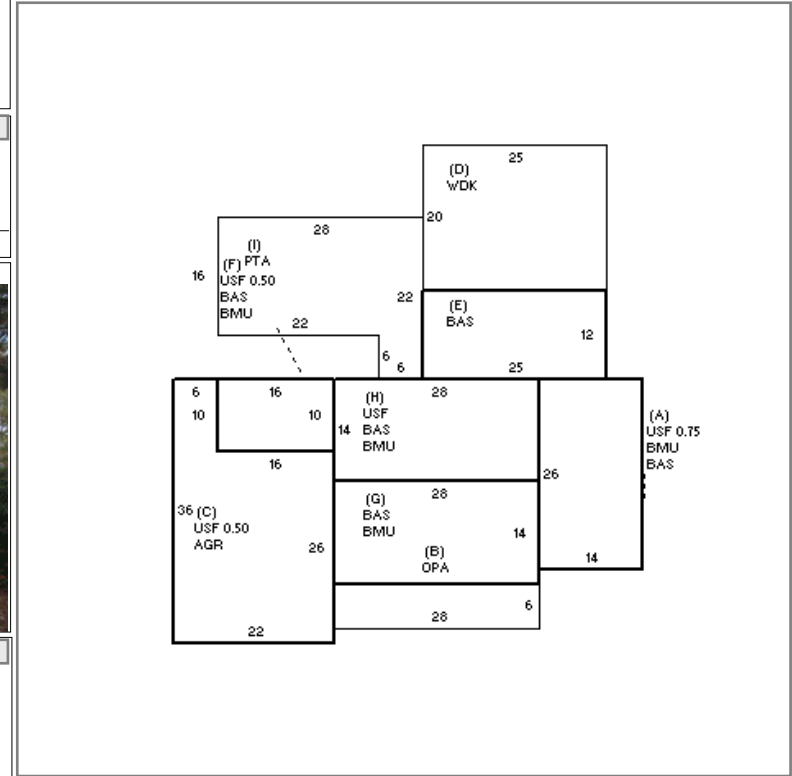 25
(D)
WDK
20
28
(I)
PTA
(F)
USF 0.50
BAS
BMU
16
22
22
(E)
BAS
12
6
6
25
6
16
28
10
10
(H)
USF
BAS
BMU
14
(A)
USF 0.75
BMU
BAS
16
26
28
(G)
BAS
BMU
36
(C)
USF 0.50
AGR
14
26
(B)
OPA
14
6
28
22